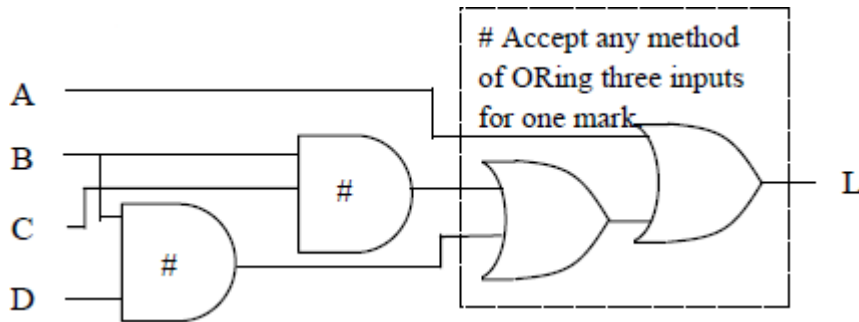 # Accept any method
of ORing three inputs
for one mark
A
B
C
D
#
#
L